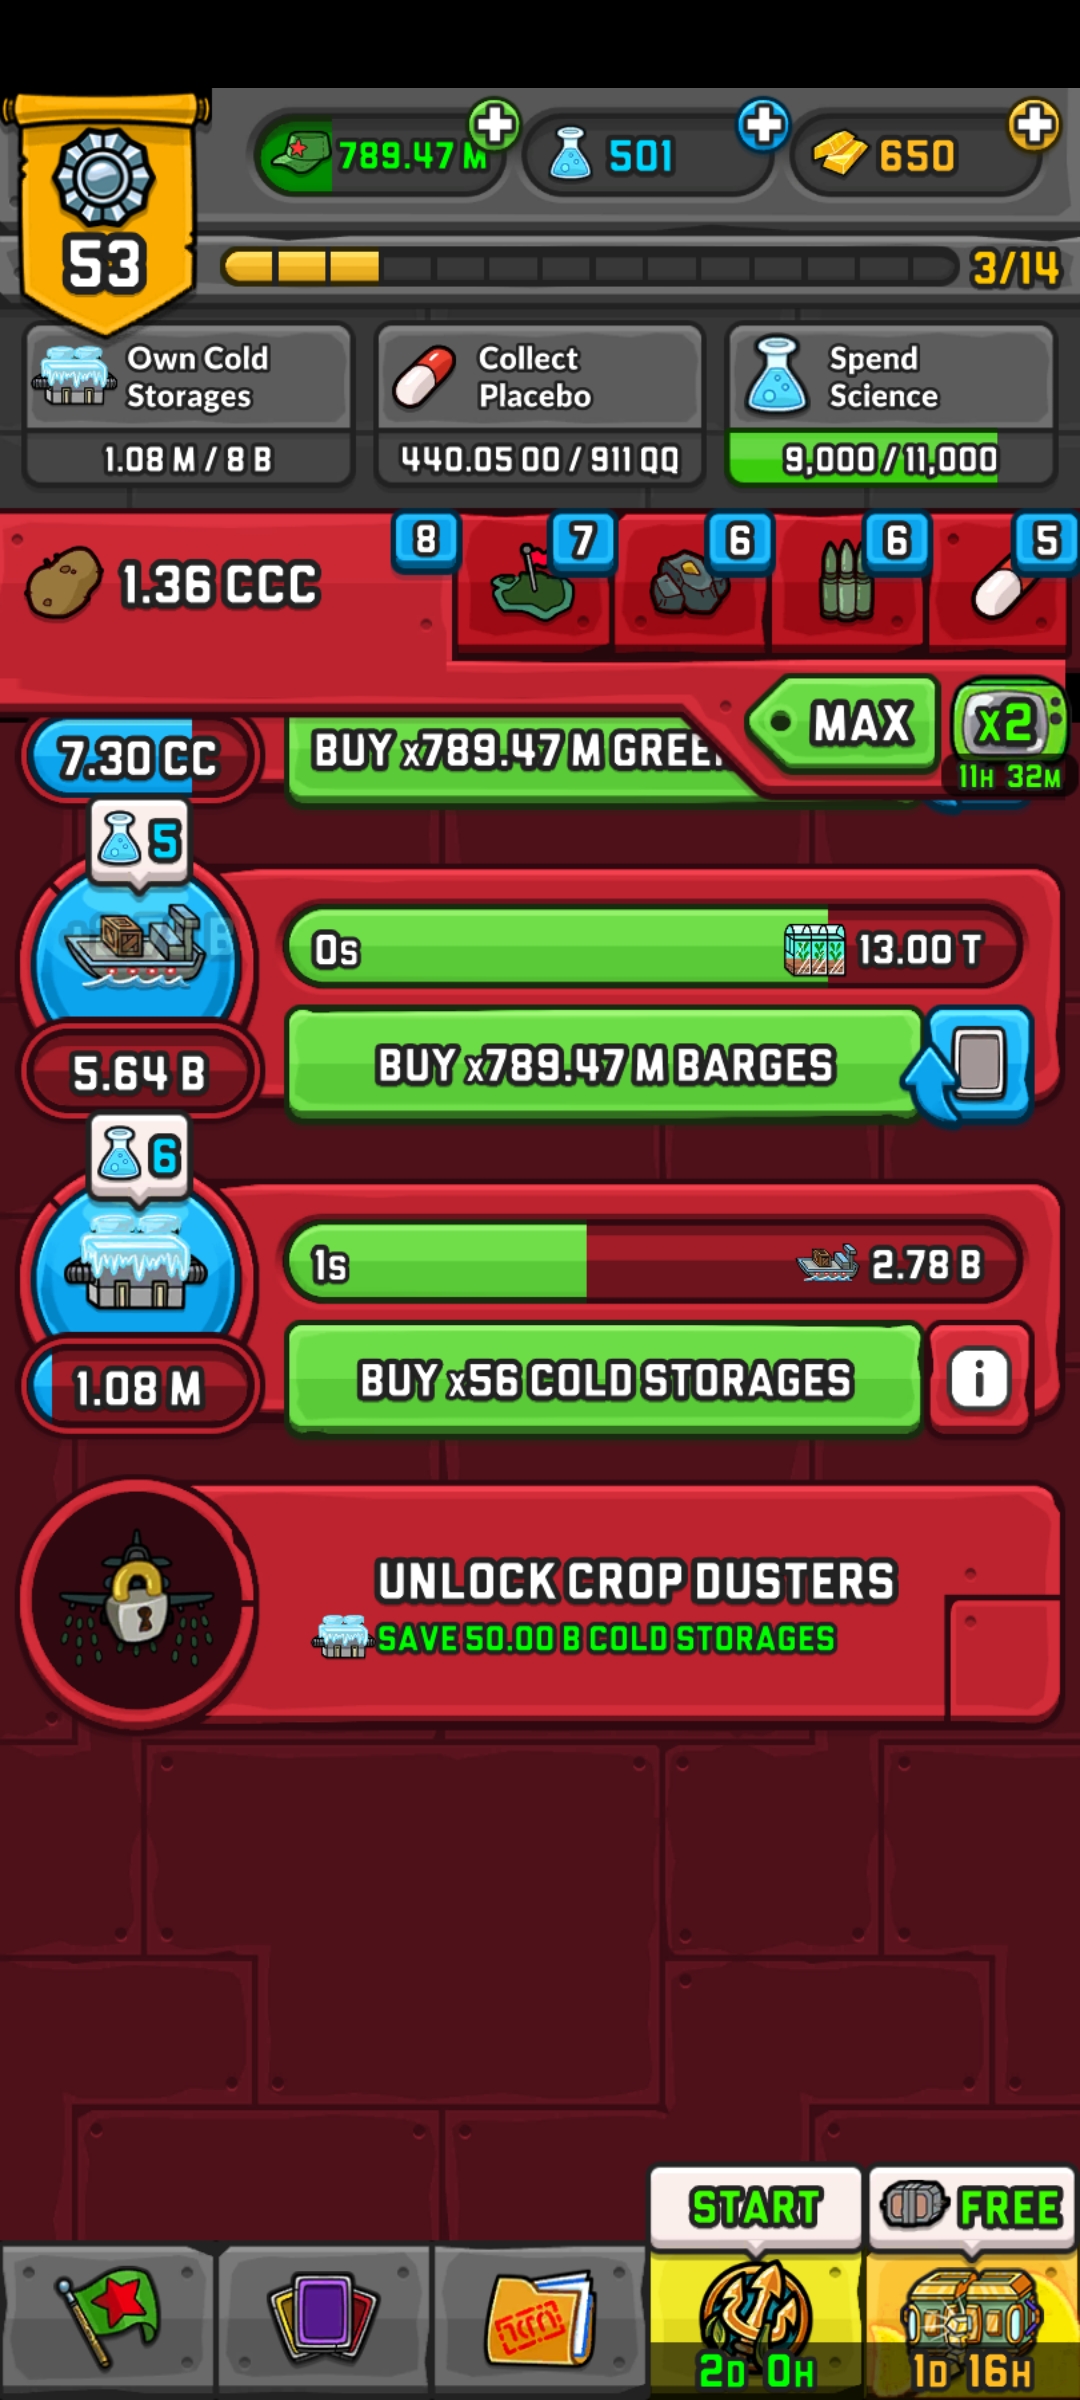 789.47 M
501
650
53
3/14
Own Cold
Storages
1.08 M / 8 B
Collect
Placebo
440.05 OO / 911 QQ
Spend
Science
9,000 / 11,000
1.36 CCC
8
7
6
6
5
MAX
X2
11H 32M
7.30 CC
BUY x789.47 M
5
0s
13.00 T
5.64 B
BUY x789.47 M BARGES
6
1s
2.78 B
1.08 M
BUY x56 COLD STORAGES
i
UNLOCK CROP DUSTERS
SAVE 50.00 B COLD STORAGES
START
FREE
2D 0H
1D 16H